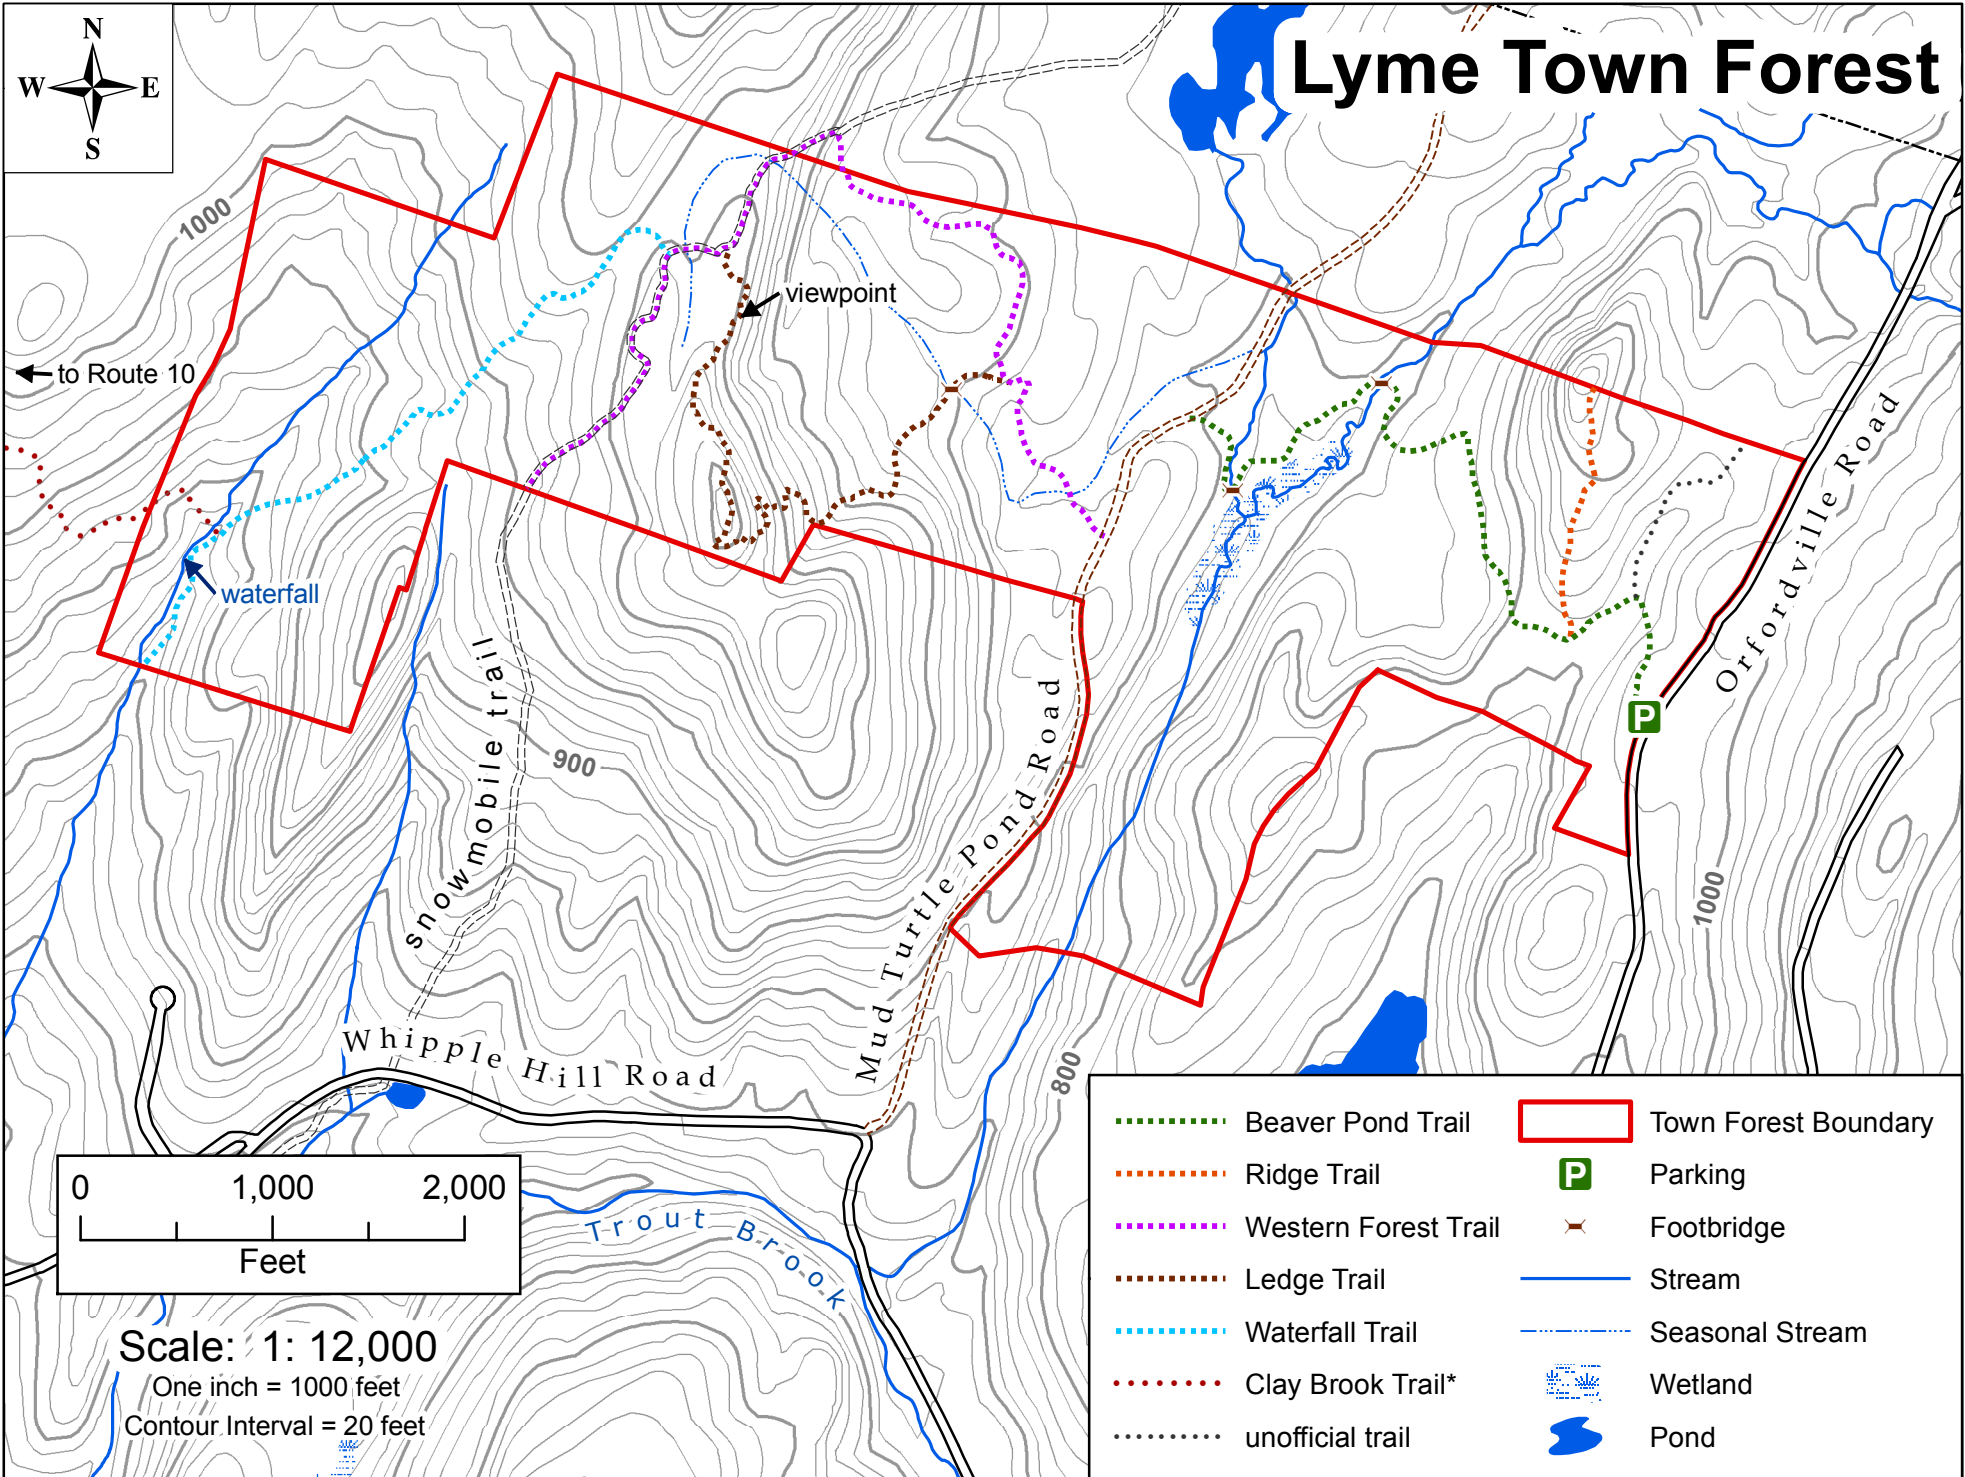 N
W E
S
Lyme Town Forest
1000
viewpoint
to Route 10
waterfall
snowmobile trail
900
Mud Turtle Pond Road
Orfordville Road
P
1000
800
Whipple Hill Road
Trout Brook
0 1,000 2,000
Feet
Scale: 1: 12,000
One inch = 1000 feet
Contour Interval = 20 feet
Beaver Pond Trail
Ridge Trail
Western Forest Trail
Ledge Trail
Waterfall Trail
Clay Brook Trail*
unofficial trail
Town Forest Boundary
P Parking
Footbridge
Stream
Seasonal Stream
Wetland
Pond